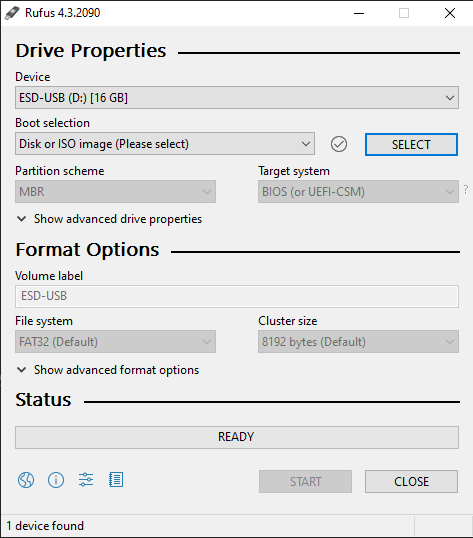 Rufus 4.3.2090
Drive Properties
Device
ESD-USB (D:) [16 GB]
Boot selection
Disk or ISO image (Please select)
SELECT
Partition scheme
Target system
MBR
BIOS (or UEFI-CSM)
?
Show advanced drive properties
Format Options
Volume label
ESD-USB
File system
Cluster size
FAT32 (Default)
8192 bytes (Default)
Show advanced format options
Status
READY
START
CLOSE
1 device found